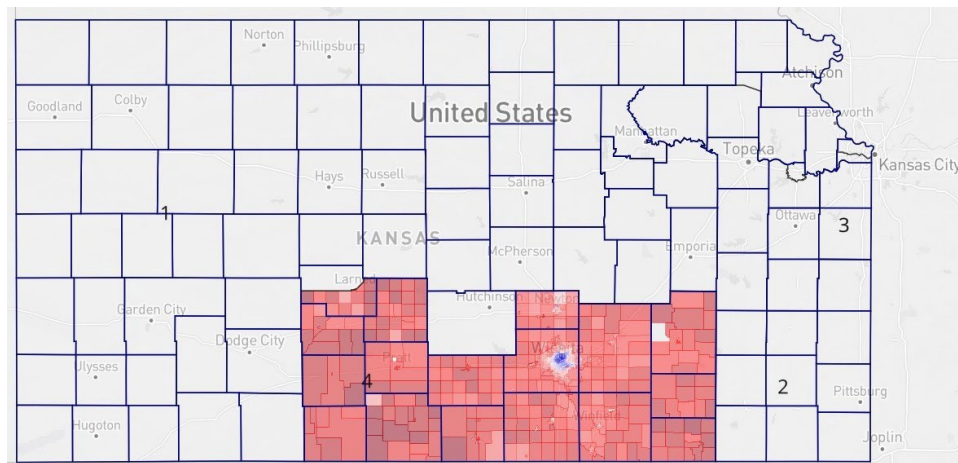 Norton
Phillipsburg
Atchison
Goodland
Colby
United States
Leavenworth
Manhattan
Topeka
Kansas City
Hays
Russell
Salina
1
Ottawa
3
KANSAS
McPherson
Emporia
Larned
Garden City
Hutchinson
Newton
Dodge City
Wichita
Pratt
Ulysses
4
2
Pittsburg
Hugoton
Winfield
Joplin